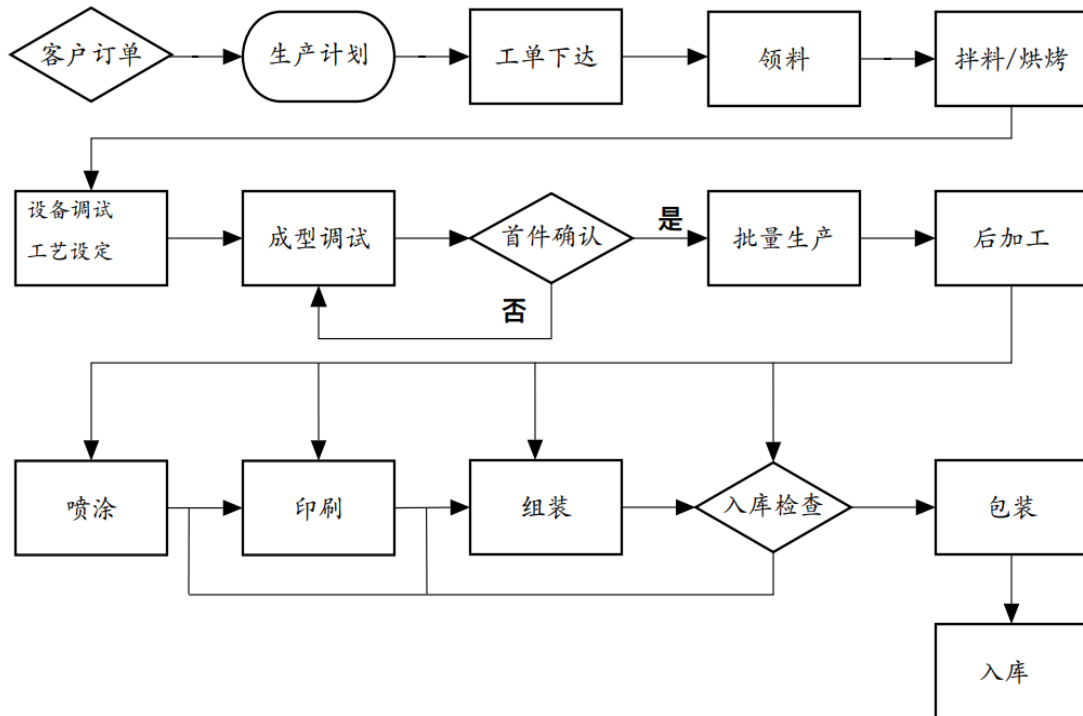 客户订单
生产计划
工单下达
领料
拌料/烘烤
设备调试
工艺设定
成型调试
首件确认
是
批量生产
后加工
否
喷涂
印刷
组装
入库检查
包装
入库